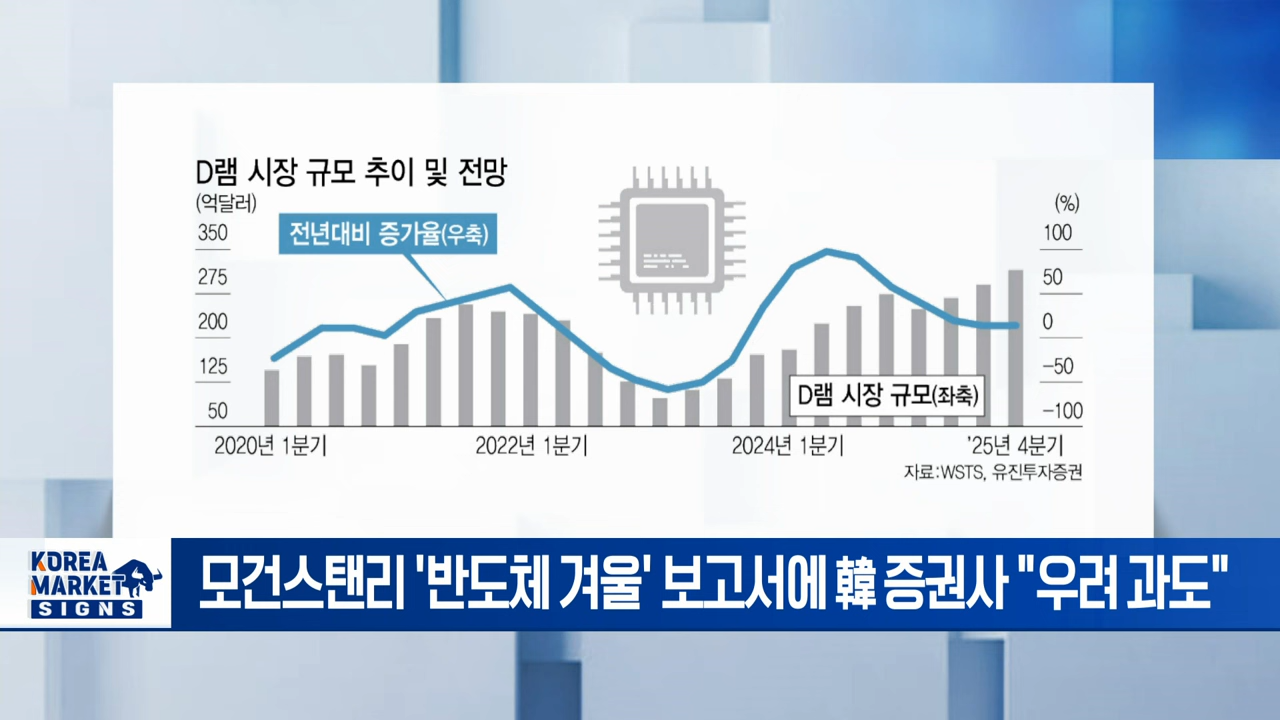 D램 시장 규모 추이 및 전망
(억달러)
(%)
전년대비 증가율(우축)
350
275
200
125
50
100
50
0
-50
-100
D램 시장 규모(좌축)
2020년 1분기
2022년 1분기
2024년 1분기
'25년 4분기
자료:WSTS, 유진투자증권
KOREA
MARKET
SIGNS
모건스탠리 '반도체 겨울' 보고서에 韓 증권사 "우려 과도"